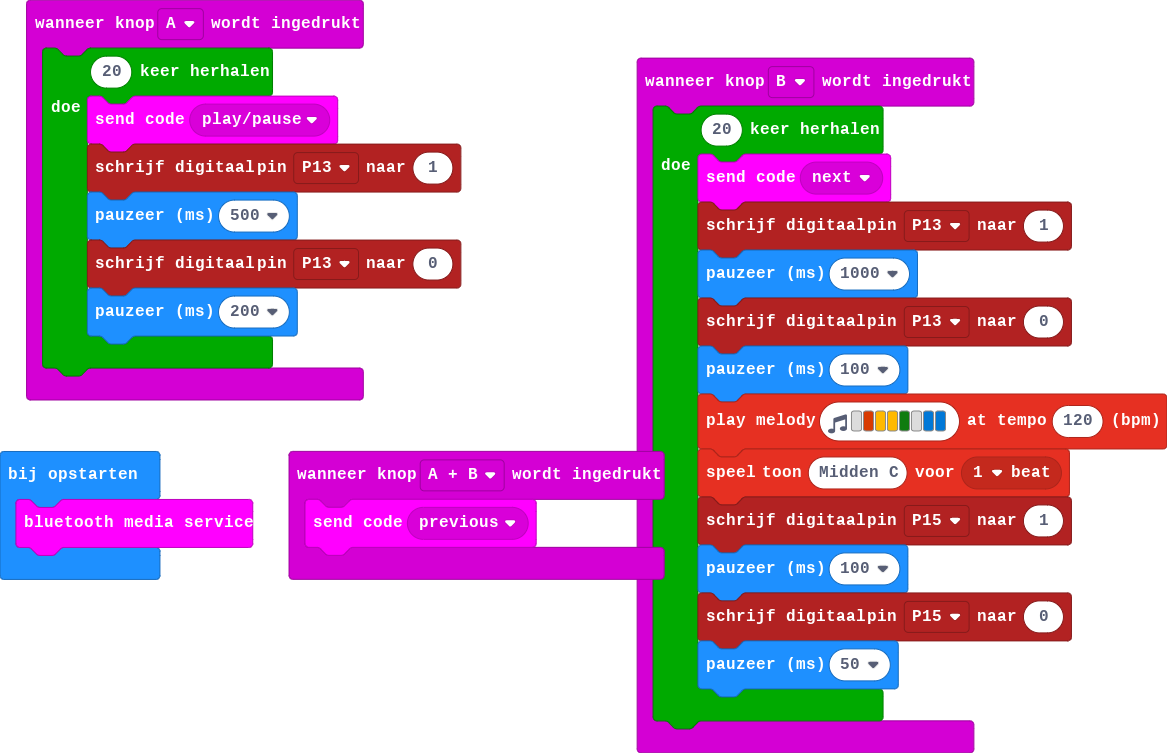 wanneer knop A wordt ingedrukt
20 keer herhalen
doe
send code play/pause
schrijf digitaalpin P13 naar 1
pauzeer (ms) 500
schrijf digitaalpin P13 naar 0
pauzeer (ms) 200
bij opstarten
bluetooth media service
wanneer knop A + B wordt ingedrukt
send code previous
wanneer knop B wordt ingedrukt
20 keer herhalen
doe
send code next
schrijf digitaalpin P13 naar 1
pauzeer (ms) 1000
schrijf digitaalpin P13 naar 0
pauzeer (ms) 100
play melody at tempo 120 (bpm)
speel toon Midden C voor 1 beat
schrijf digitaalpin P15 naar 1
pauzeer (ms) 100
schrijf digitaalpin P15 naar 0
pauzeer (ms) 50